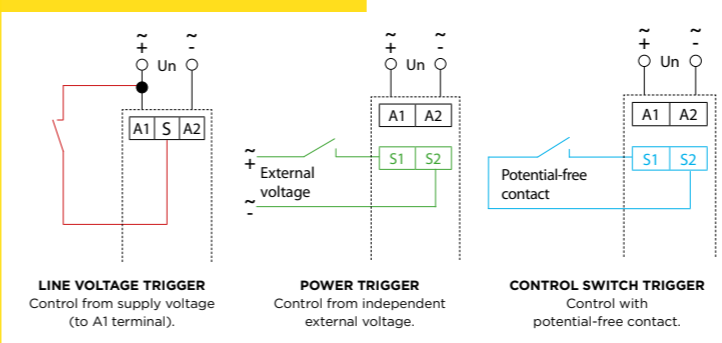 ~ ~
+ Un -
A1 S A2
LINE VOLTAGE TRIGGER
Control from supply voltage
(to A1 terminal).
~ ~
+ Un -
A1 A2
S1 S2
~
+
External
voltage
~
-
POWER TRIGGER
Control from independent
external voltage.
~ ~
+ Un -
A1 A2
S1 S2
Potential-free
contact
CONTROL SWITCH TRIGGER
Control with
potential-free contact.